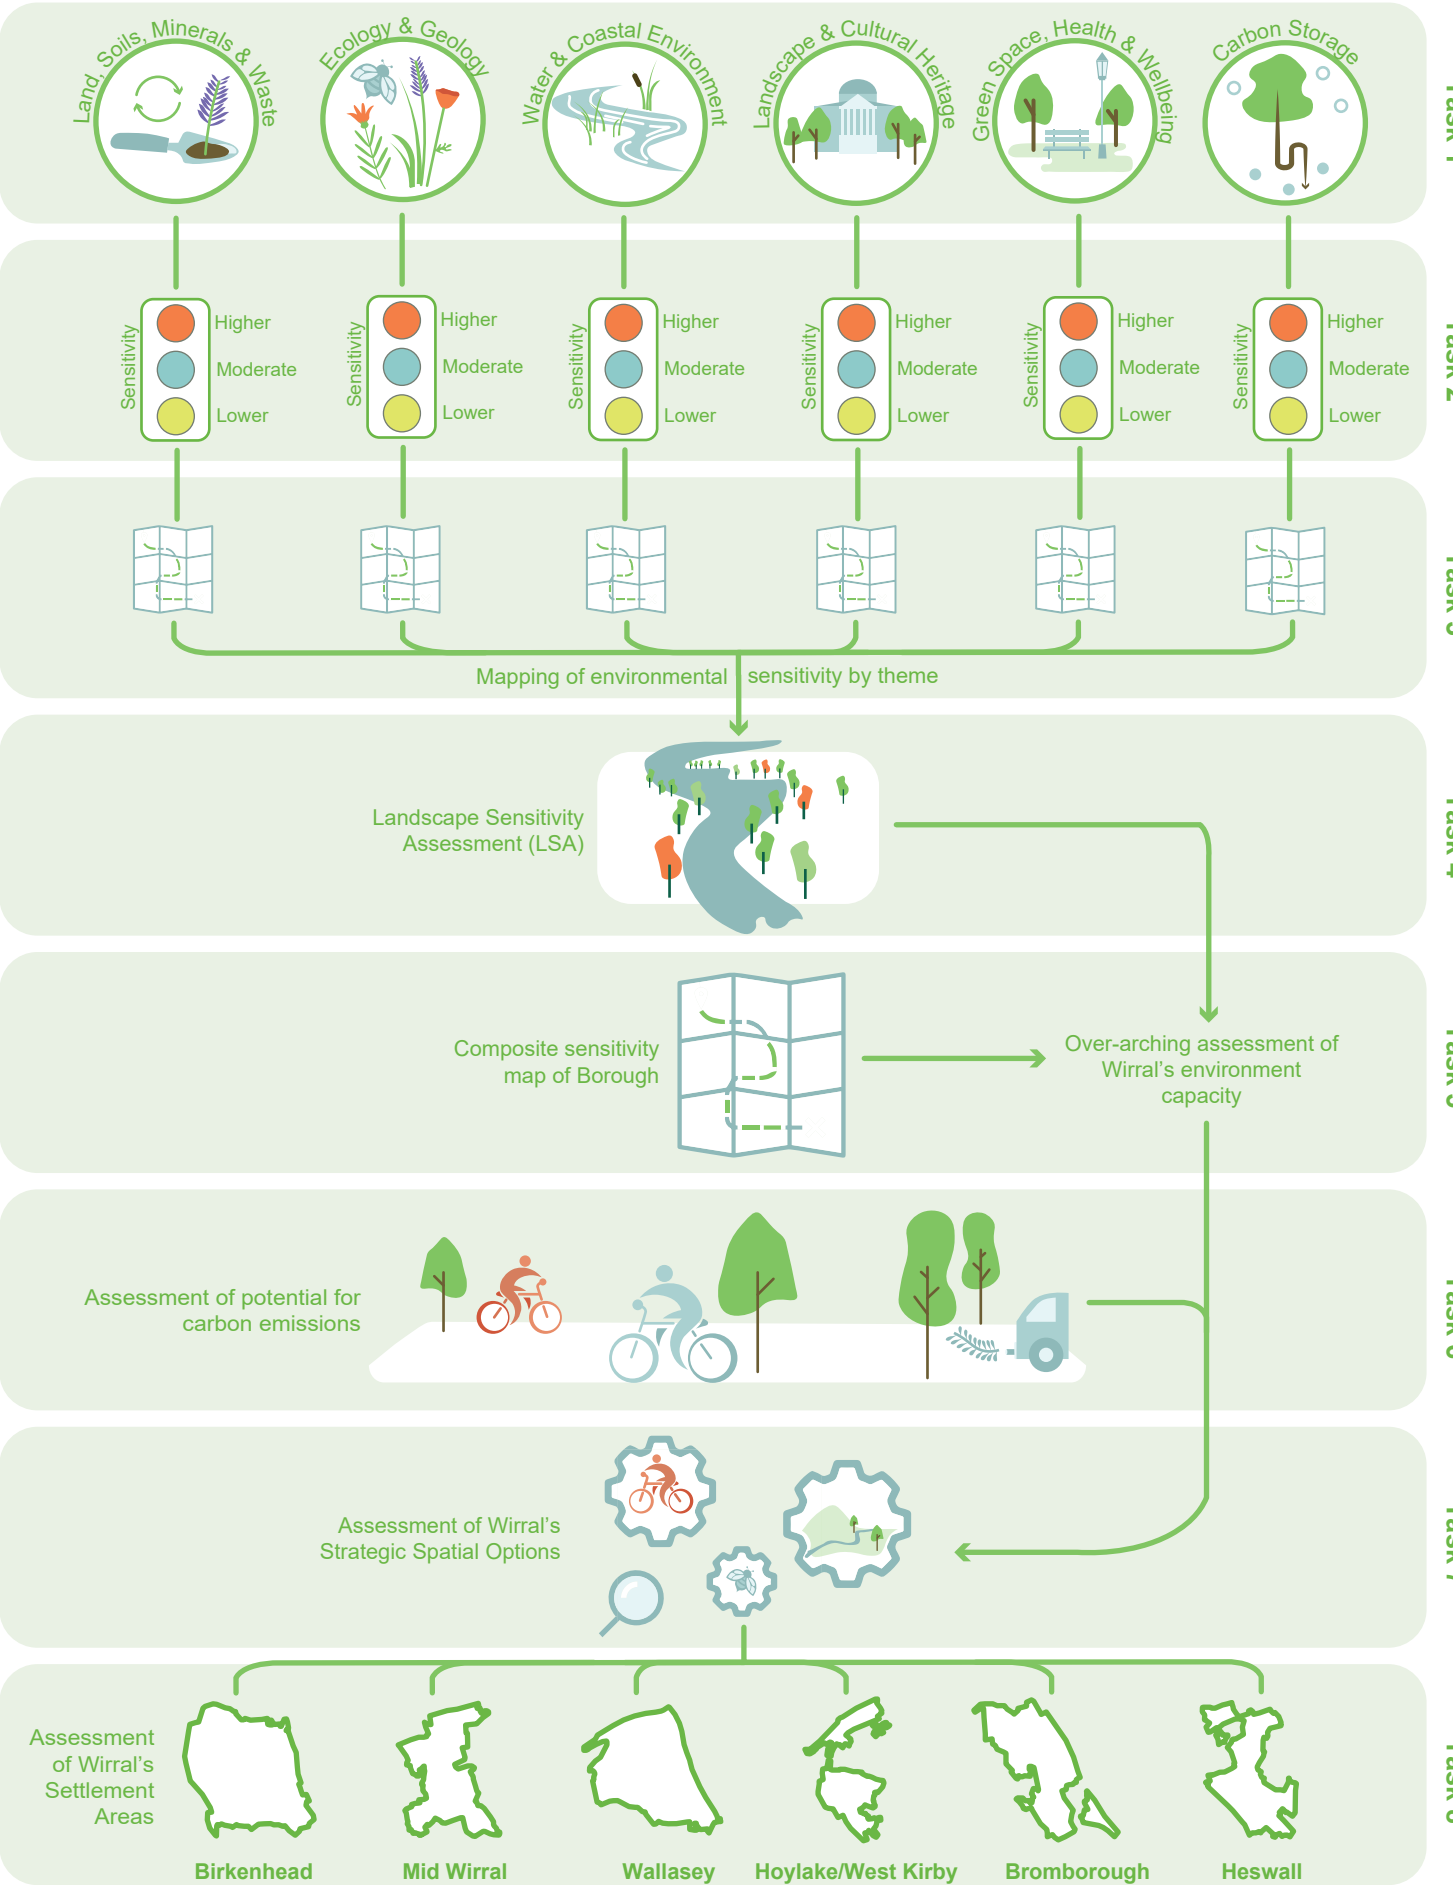 Land, Soils, Minerals & Waste
Ecology & Geology
Water & Coastal Environment
Landscape & Cultural Heritage
Green Space, Health & Wellbeing
Carbon Storage
Sensitivity
Higher
Moderate
Lower
Sensitivity
Higher
Moderate
Lower
Sensitivity
Higher
Moderate
Lower
Sensitivity
Higher
Moderate
Lower
Sensitivity
Higher
Moderate
Lower
Sensitivity
Higher
Moderate
Lower
Mapping of environmental sensitivity by theme
Landscape Sensitivity
Assessment (LSA)
Composite sensitivity
map of Borough
Over-arching assessment of
Wirral's environment
capacity
Assessment of potential for
carbon emissions
Assessment of Wirral's
Strategic Spatial Options
Assessment
of Wirral's
Settlement
Areas
Birkenhead
Mid Wirral
Wallasey
Hoylake/West Kirby
Bromborough
Heswall